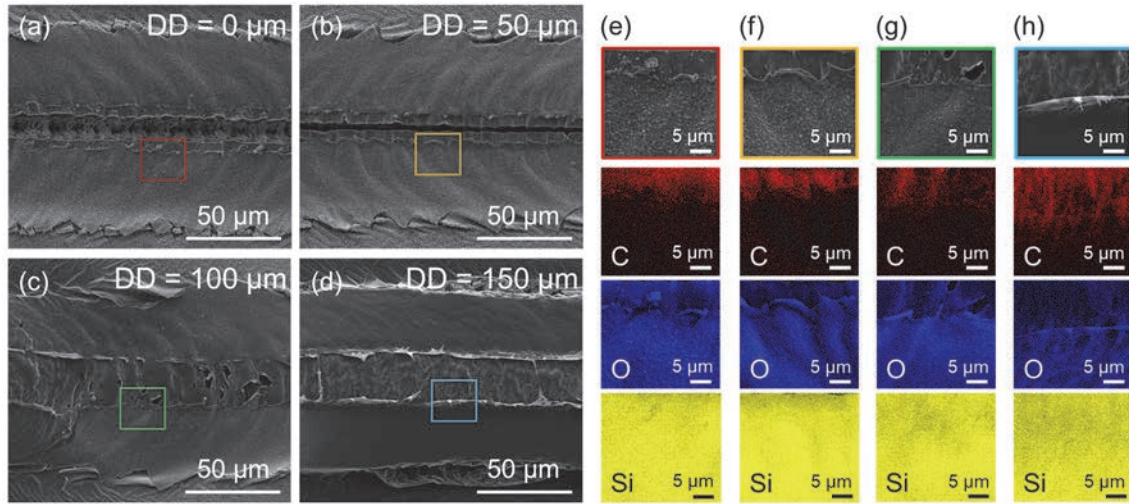 (a) DD = 0 μm
50 μm
(b) DD = 50 μm
50 μm
(c) DD = 100 μm
50 μm
(d) DD = 150 μm
50 μm
(e) (f) (g) (h)
5 μm 5 μm 5 μm 5 μm
C 5 μm C 5 μm C 5 μm C 5 μm
O 5 μm O 5 μm O 5 μm O 5 μm
Si 5 μm Si 5 μm Si 5 μm Si 5 μm